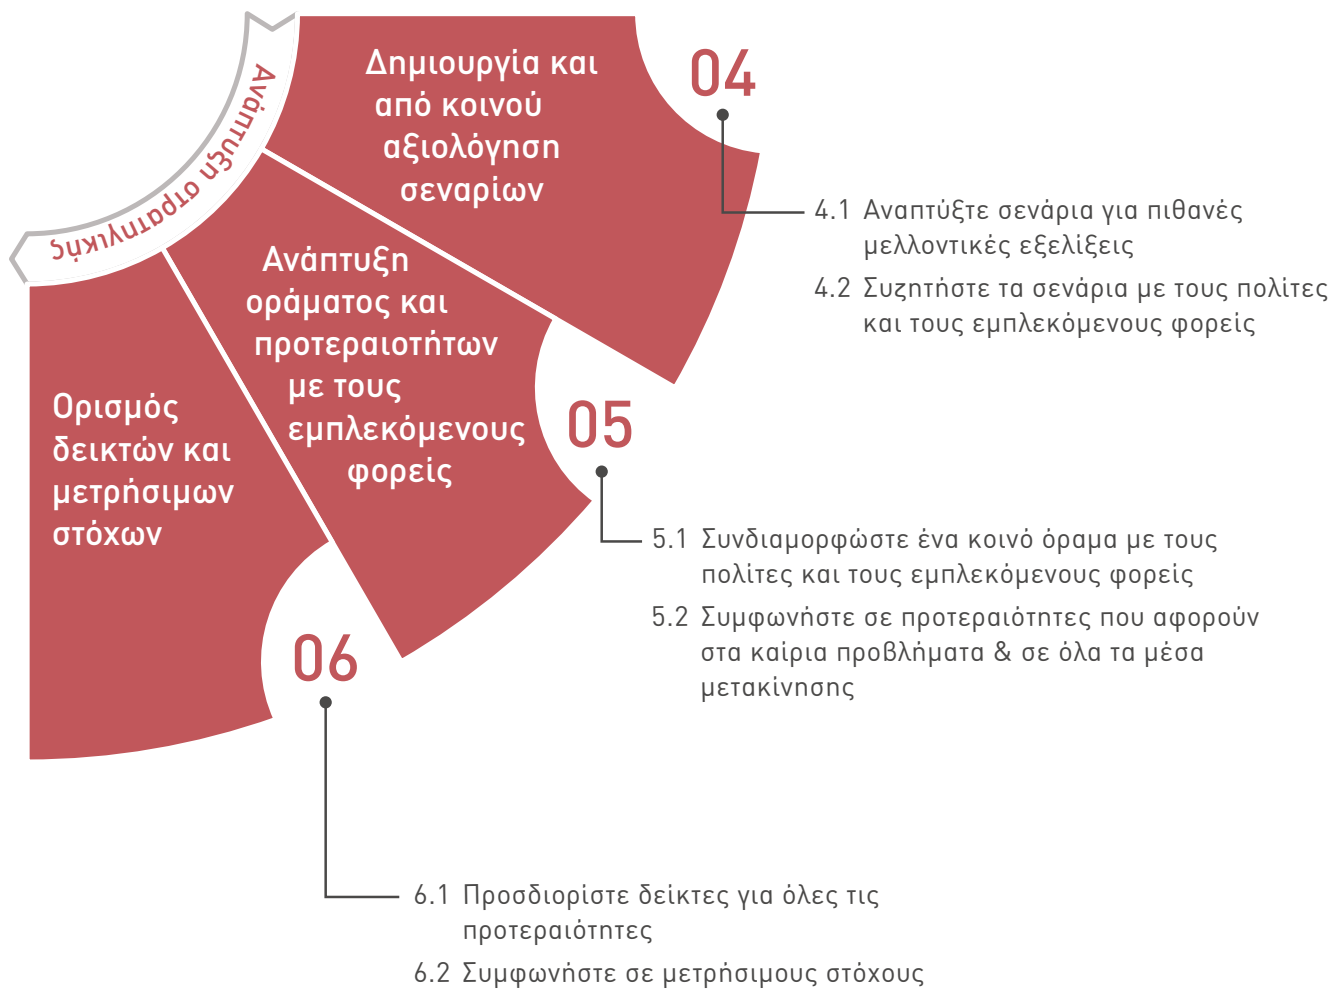 Ανάπτυξη στρατηγικής
Δημιουργία και
από κοινού
αξιολόγηση
σεναρίων
04
4.1 Αναπτύξτε σενάρια για πιθανές
μελλοντικές εξελίξεις
4.2 Συζητήστε τα σενάρια με τους πολίτες
και τους εμπλεκόμενους φορείς
Ανάπτυξη
οράματος και
προτεραιοτήτων
με τους
εμπλεκόμενους
φορείς
05
5.1 Συνδιαμορφώστε ένα κοινό όραμα με τους
πολίτες και τους εμπλεκόμενους φορείς
5.2 Συμφωνήστε σε προτεραιότητες που αφορούν
στα καίρια προβλήματα & σε όλα τα μέσα
μετακίνησης
Ορισμός
δεικτών και
μετρήσιμων
στόχων
06
6.1 Προσδιορίστε δείκτες για όλες τις
προτεραιότητες
6.2 Συμφωνήστε σε μετρήσιμους στόχους